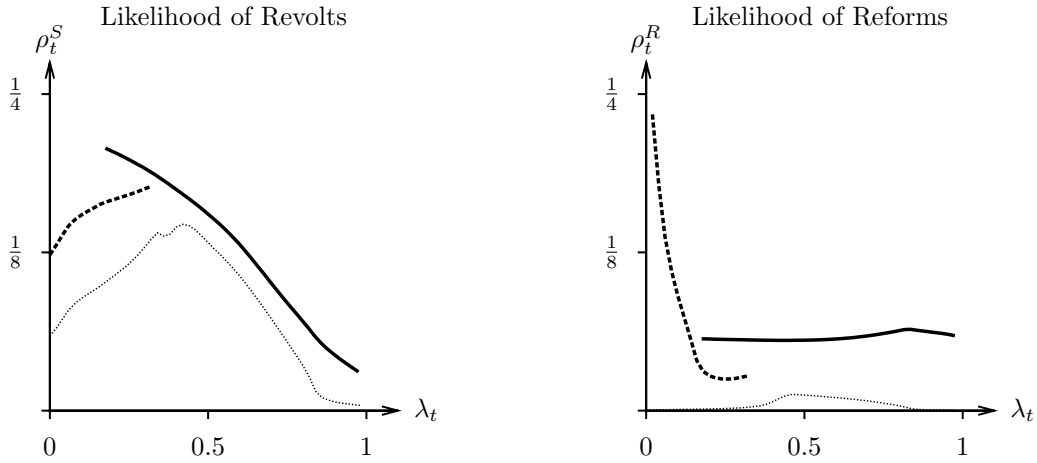 Likelihood of Revolts
ρ_t^S
1/4
1/8
0
0.5
1
λ_t
Likelihood of Reforms
ρ_t^R
1/4
1/8
0
0.5
1
λ_t